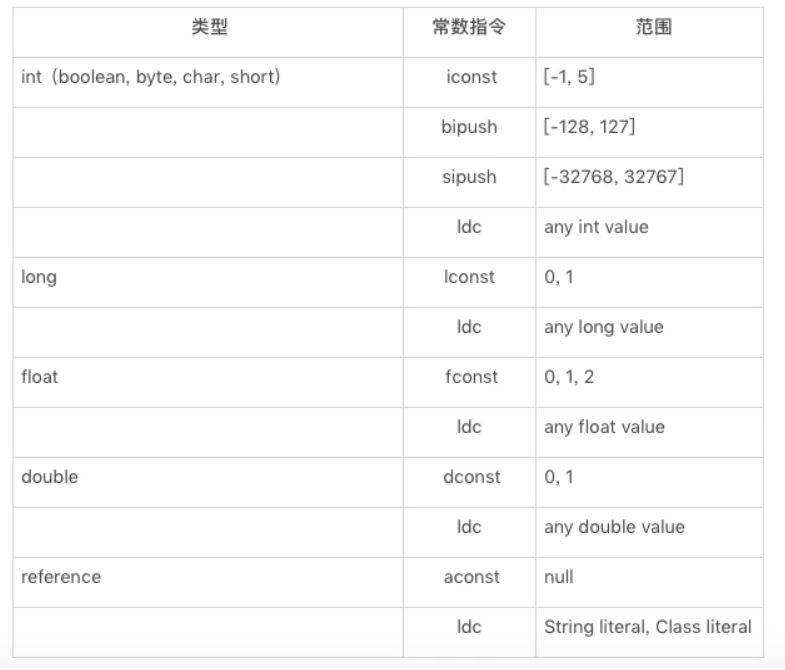 类型 常数指令 范围
int（boolean, byte, char, short） iconst [-1, 5]
bipush [-128, 127]
sipush [-32768, 32767]
ldc any int value
long lconst 0, 1
ldc any long value
float fconst 0, 1, 2
ldc any float value
double dconst 0, 1
ldc any double value
reference aconst null
ldc String literal, Class literal